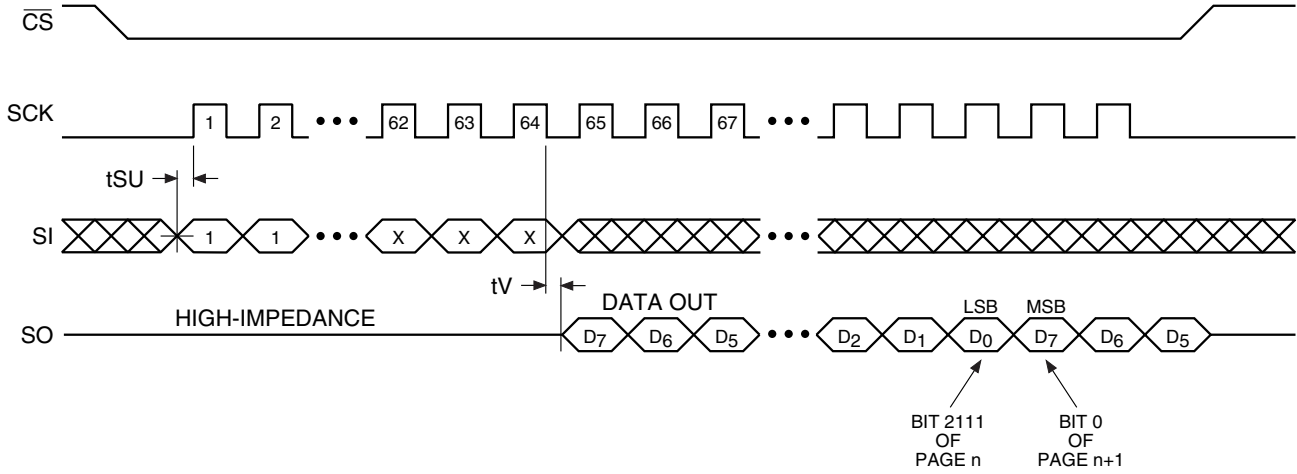 CS
SCK
1 2 ••• 62 63 64 65 66 67 •••
tSU
SI
1 1 ••• X X X •••
tV
DATA OUT
HIGH-IMPEDANCE
LSB MSB
SO
D7 D6 D5 ••• D2 D1 D0 D7 D6 D5
BIT 2111
OF
PAGE n
BIT 0
OF
PAGE n+1